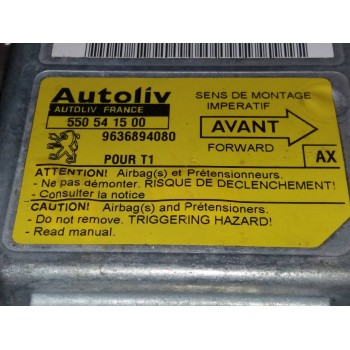 Autoliv
AUTOLIV FRANCE
550 54 15 00
9636894080
POUR T1
SENS DE MONTAGE
IMPERATIF
AVANT
FORWARD
AX
ATTENTION! Airbag(s) et Prétensionneurs.
- Ne pas démonter. RISQUE DE DECLENCHEMENT!
- Consulter la notice
CAUTION! Airbag(s) and Pretensioners.
- Do not remove. TRIGGERING HAZARD!
- Read manual.